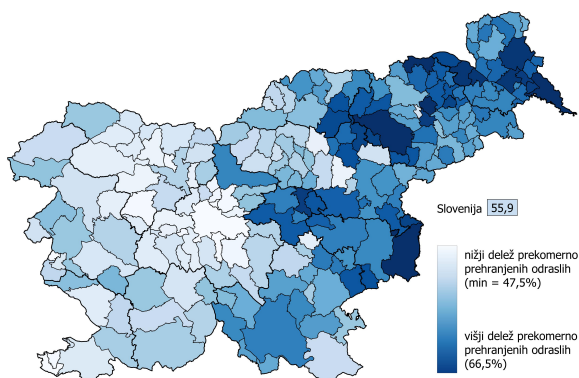 Slovenija 55,9
nižji delež prekomerno
prehranjenih odraslih
(min = 47,5%)
višji delež prekomerno
prehranjenih odraslih
(66,5%)